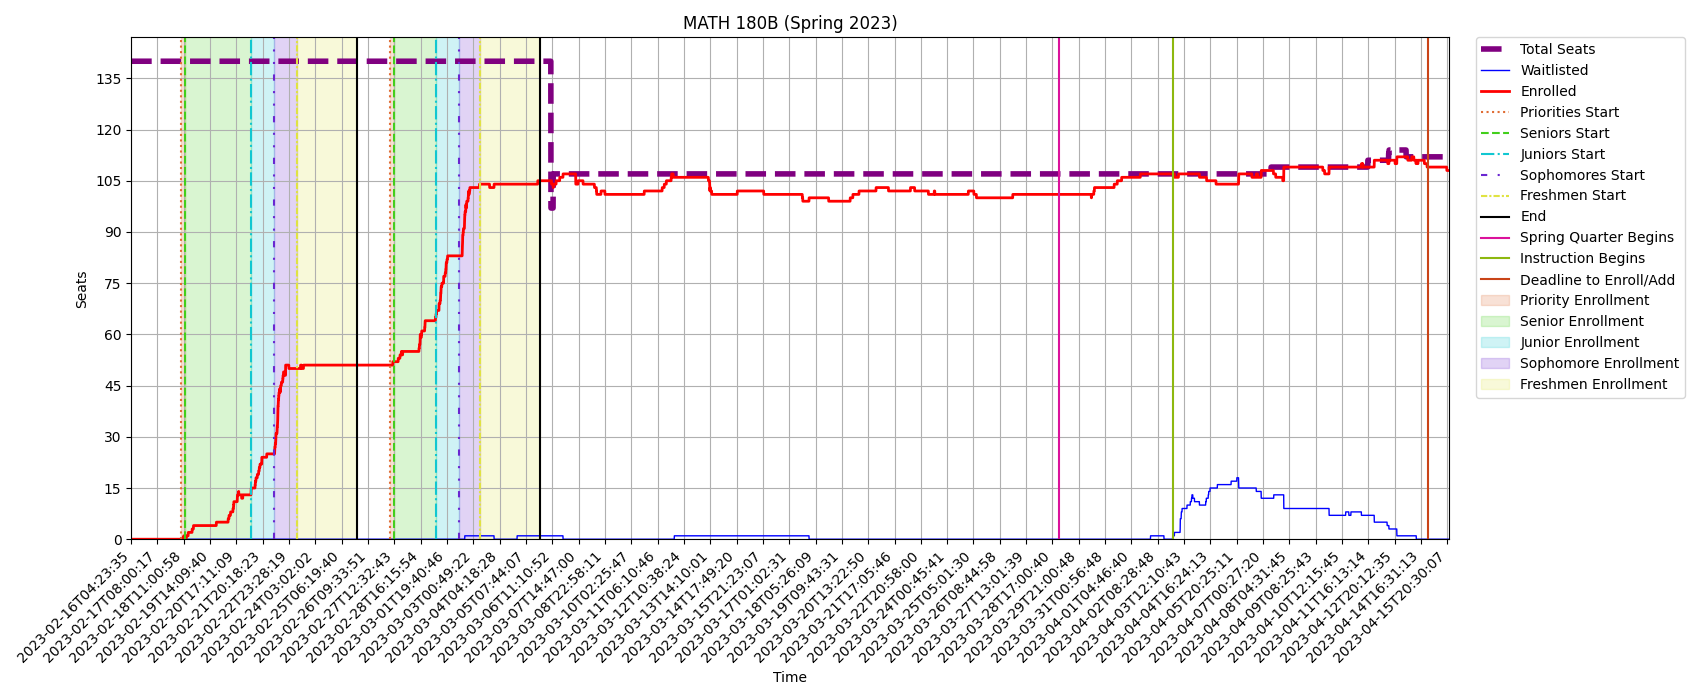 MATH 180B (Spring 2023)
Seats
135
120
105
90
75
60
45
30
15
0
2023-02-16T04:23:35
2023-02-17T08:00:17
2023-02-18T11:00:58
2023-02-19T14:09:40
2023-02-20T17:11:09
2023-02-21T20:18:23
2023-02-22T23:28:19
2023-02-24T03:02:02
2023-02-25T06:19:40
2023-02-26T09:33:51
2023-02-27T12:32:43
2023-02-28T16:15:54
2023-03-01T19:40:46
2023-03-03T00:49:22
2023-03-04T04:18:28
2023-03-05T07:44:07
2023-03-06T11:10:52
2023-03-07T14:47:00
2023-03-08T22:58:11
2023-03-10T02:25:47
2023-03-11T06:10:46
2023-03-12T10:38:24
2023-03-13T14:10:01
2023-03-14T17:49:20
2023-03-15T21:23:07
2023-03-17T01:02:31
2023-03-18T05:26:09
2023-03-19T09:43:31
2023-03-20T13:22:50
2023-03-21T17:05:46
2023-03-22T20:58:00
2023-03-24T00:45:41
2023-03-25T05:01:30
2023-03-26T08:44:58
2023-03-27T13:01:39
2023-03-28T17:00:40
2023-03-29T21:00:48
2023-03-31T00:56:48
2023-04-01T04:46:40
2023-04-02T08:28:48
2023-04-03T12:10:43
2023-04-04T16:24:13
2023-04-05T20:25:11
2023-04-07T00:27:20
2023-04-08T04:31:45
2023-04-09T08:25:43
2023-04-10T12:15:45
2023-04-11T16:13:14
2023-04-12T20:12:35
2023-04-14T16:31:13
2023-04-15T20:30:07
Time
Total Seats
Waitlisted
Enrolled
Priorities Start
Seniors Start
Juniors Start
Sophomores Start
Freshmen Start
End
Spring Quarter Begins
Instruction Begins
Deadline to Enroll/Add
Priority Enrollment
Senior Enrollment
Junior Enrollment
Sophomore Enrollment
Freshmen Enrollment